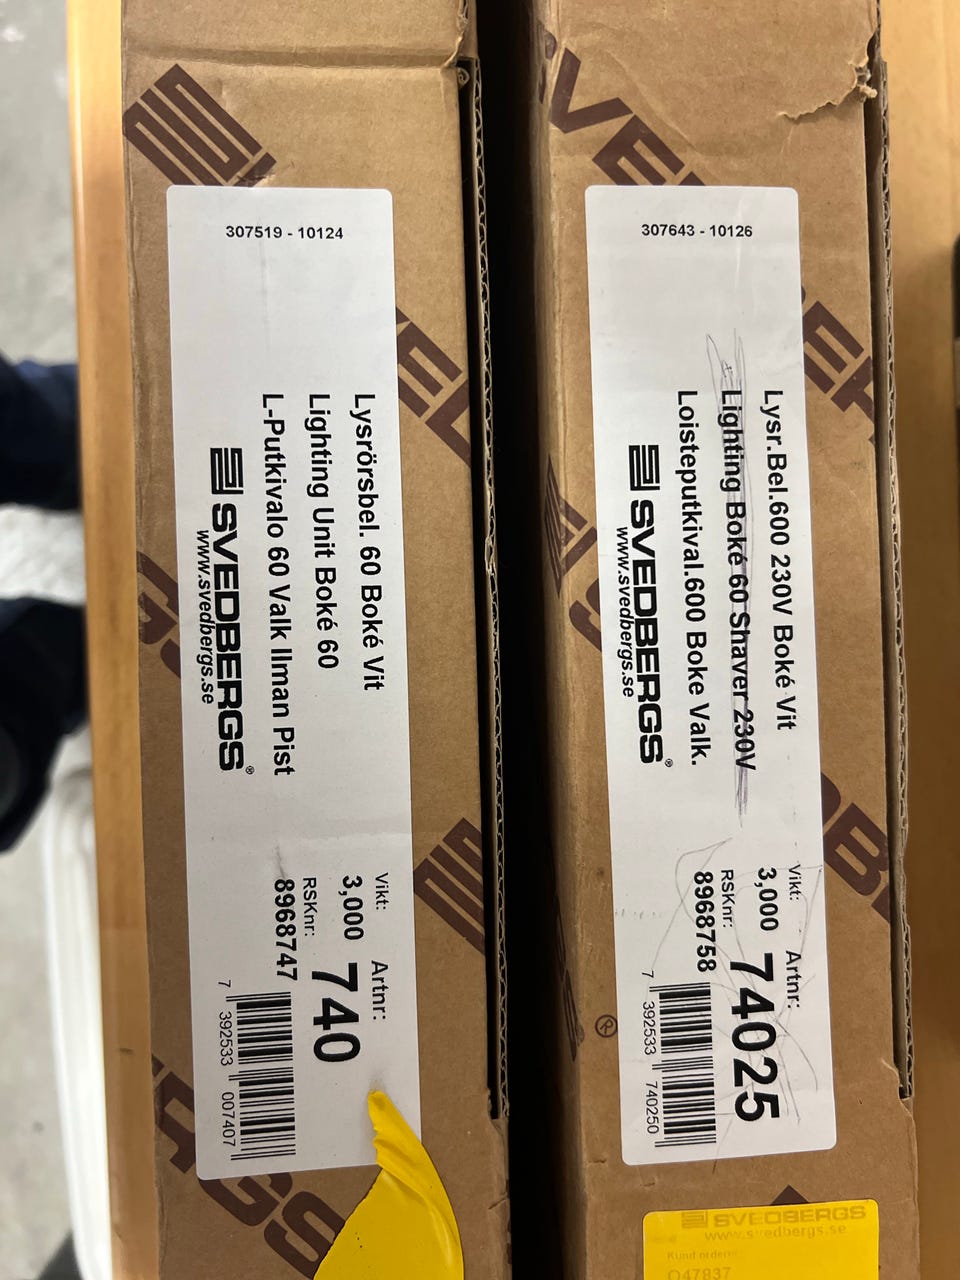 307519 - 10124
Lysrörsbel. 60 Boké Vit
Lighting Unit Boké 60
L-Putkivalo 60 Valk Ilman Pist
SVEDBERGS®
www.svedbergs.se
Vikt: Artnr:
3,000 740
RSKnr:
8968747
7 392533 007407
307643 - 10126
Lysr.Bel.600 230V Boké Vit
Lighting Boké 60 Shaver 230V
Loisteputkival.600 Boke Valk.
SVEDBERGS®
www.svedbergs.se
Vikt: Artnr:
3,000 74025
RSKnr:
8968758
7 392533 740250
SVEDBERGS
www.svedbergs.se
O47837